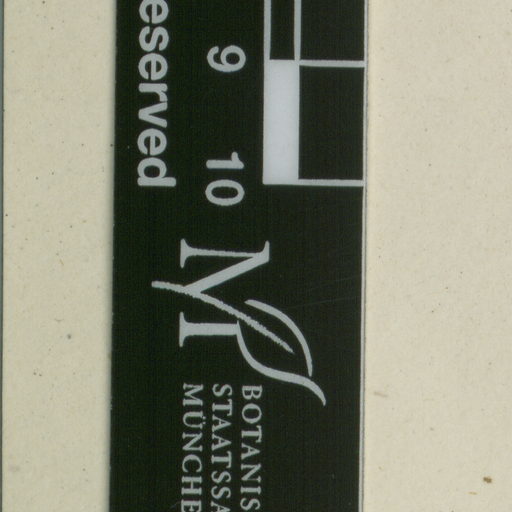 eserved
9 10
M
BOTANIS
STAATSSA
MÜNCHE